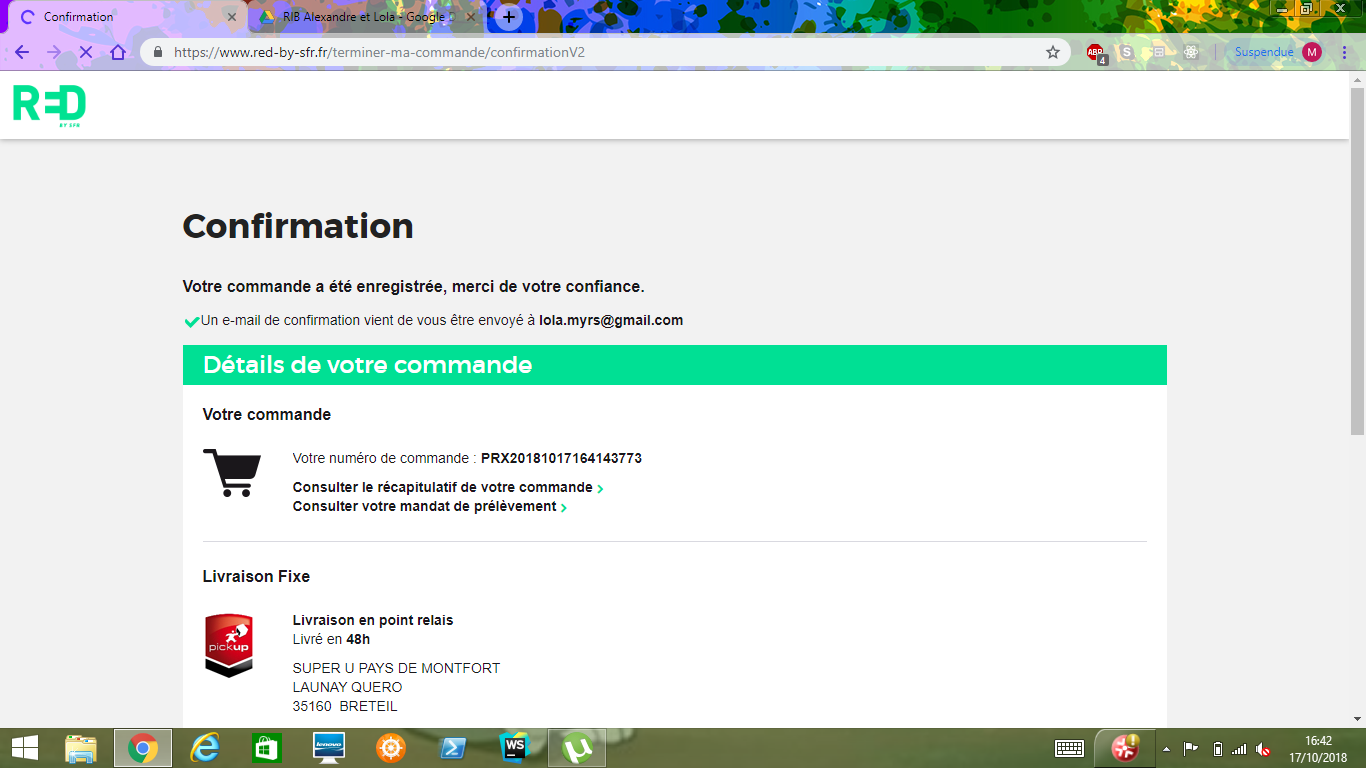 Confirmation
RIB Alexandre et Lola - Google D
https://www.red-by-sfr.fr/terminer-ma-commande/confirmationV2
ABP
4
S
Suspendue
M
RED
BY SFR
Confirmation
Votre commande a été enregistrée, merci de votre confiance.
Un e-mail de confirmation vient de vous être envoyé à lola.myrs@gmail.com
Détails de votre commande
Votre commande
Votre numéro de commande : PRX20181017164143773
Consulter le récapitulatif de votre commande
Consulter votre mandat de prélèvement
Livraison Fixe
Livraison en point relais
Livré en 48h
pickup
SUPER U PAYS DE MONTFORT
LAUNAY QUERO
35160 BRETEIL
lenovo
WS
16:42
17/10/2018